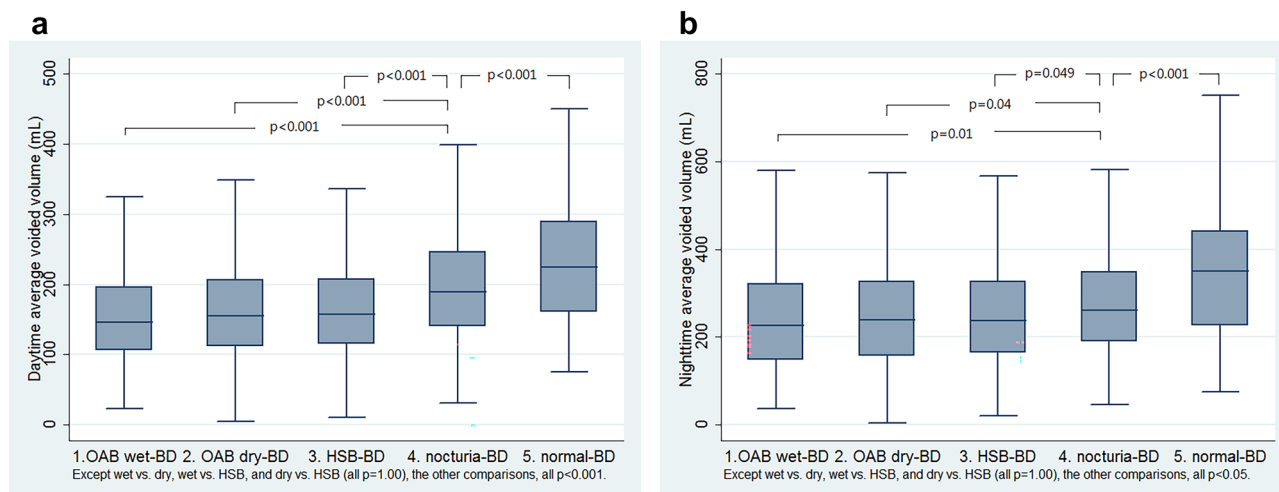 a
Daytime average voided volume (mL)
500
400
300
200
100
0
p<0.001
p<0.001
p<0.001
p<0.001
1.OAB wet-BD 2. OAB dry-BD 3. HSB-BD 4. nocturia-BD 5. normal-BD
Except wet vs. dry, wet vs. HSB, and dry vs. HSB (all p=1.00), the other comparisons, all p<0.001.
b
Nighttime average voided volume (mL)
800
600
400
200
0
p=0.049
p<0.001
p=0.04
p=0.01
1.OAB wet-BD 2. OAB dry-BD 3. HSB-BD 4. nocturia-BD 5. normal-BD
Except wet vs. dry, wet vs. HSB, and dry vs. HSB (all p=1.00), the other comparisons, all p<0.05.